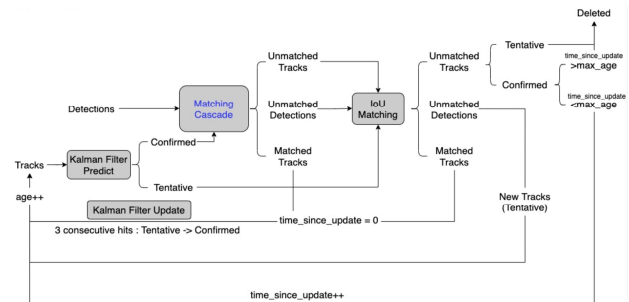 Deleted
Tentative
time_since_update
>max_age
Unmatched
Tracks
Unmatched
Tracks
Confirmed
time_since_update
<max_age
Detections
Matching
Cascade
Unmatched
Detections
IoU
Matching
Unmatched
Detections
Confirmed
Tracks
Kalman Filter
Predict
Matched
Tracks
Matched
Tracks
Tentative
age++
Kalman Filter Update
time_since_update = 0
New Tracks
(Tentative)
3 consecutive hits : Tentative -> Confirmed
time_since_update++